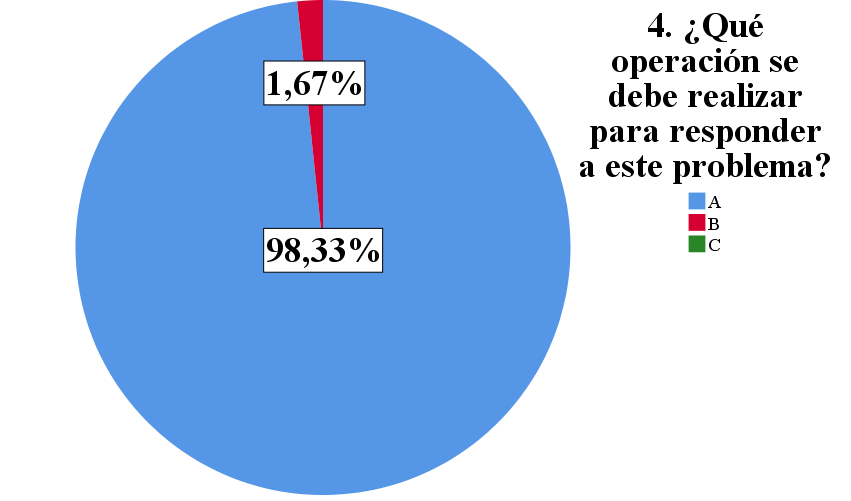 4. ¿Qué
operación se
debe realizar
para responder
a este problema?
A
B
C
1,67%
98,33%